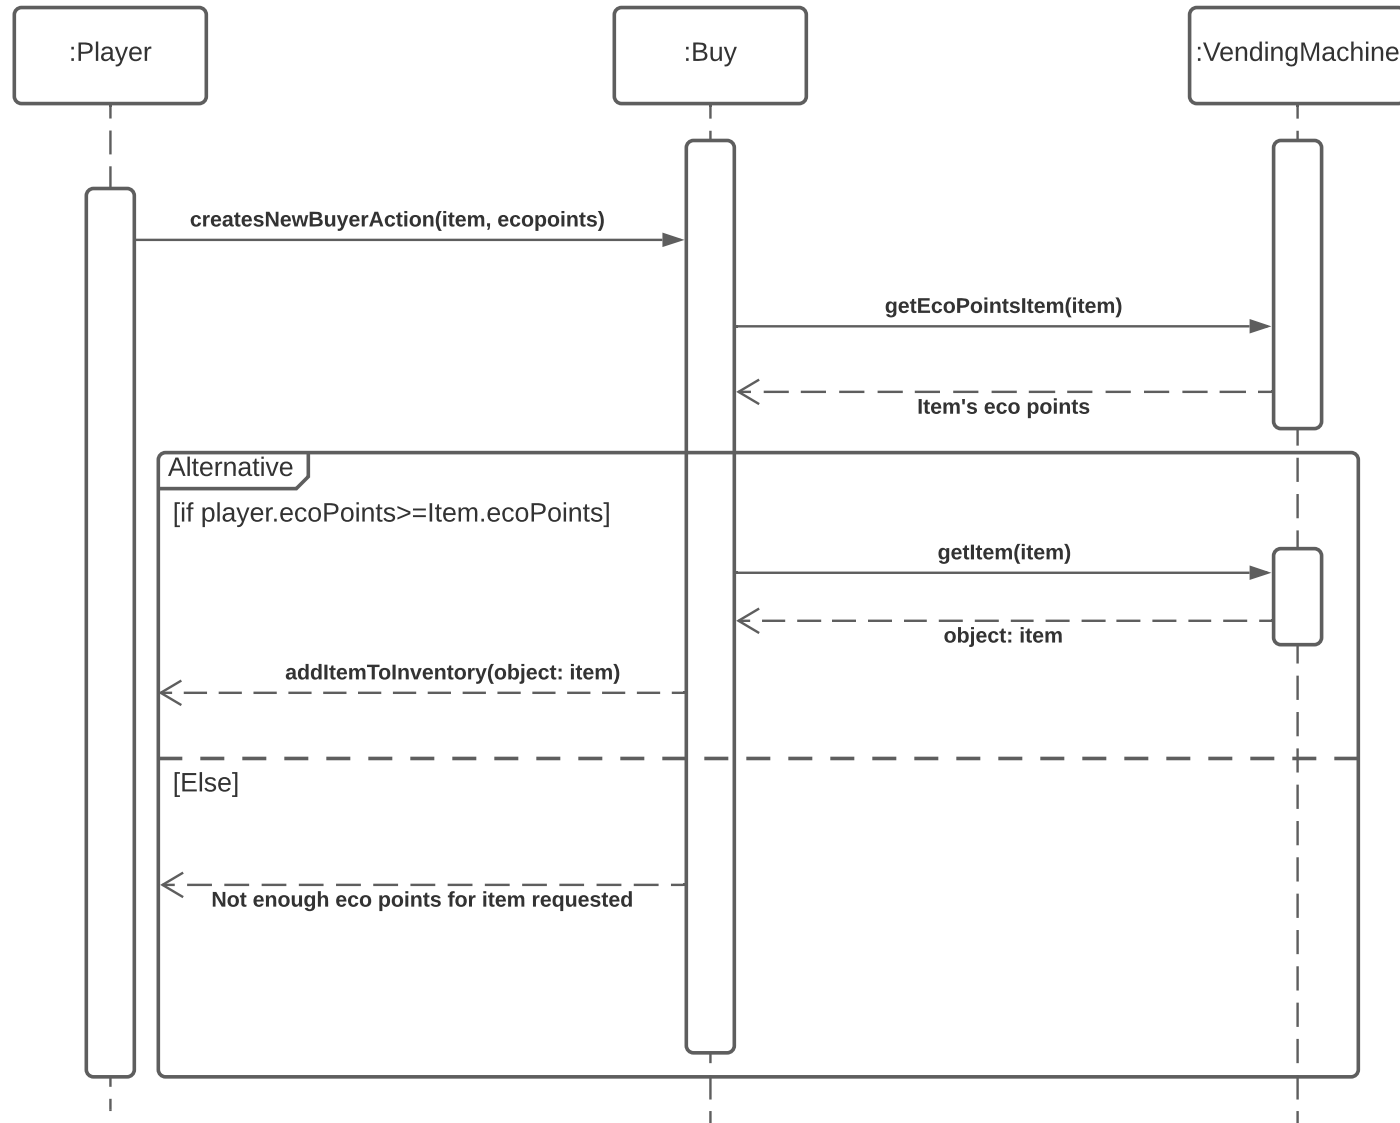 :Player
:Buy
:VendingMachine
createsNewBuyerAction(item, ecopoints)
getEcoPointsItem(item)
Item's eco points
Alternative
[if player.ecoPoints>=Item.ecoPoints]
getItem(item)
object: item
addItemToInventory(object: item)
[Else]
Not enough eco points for item requested